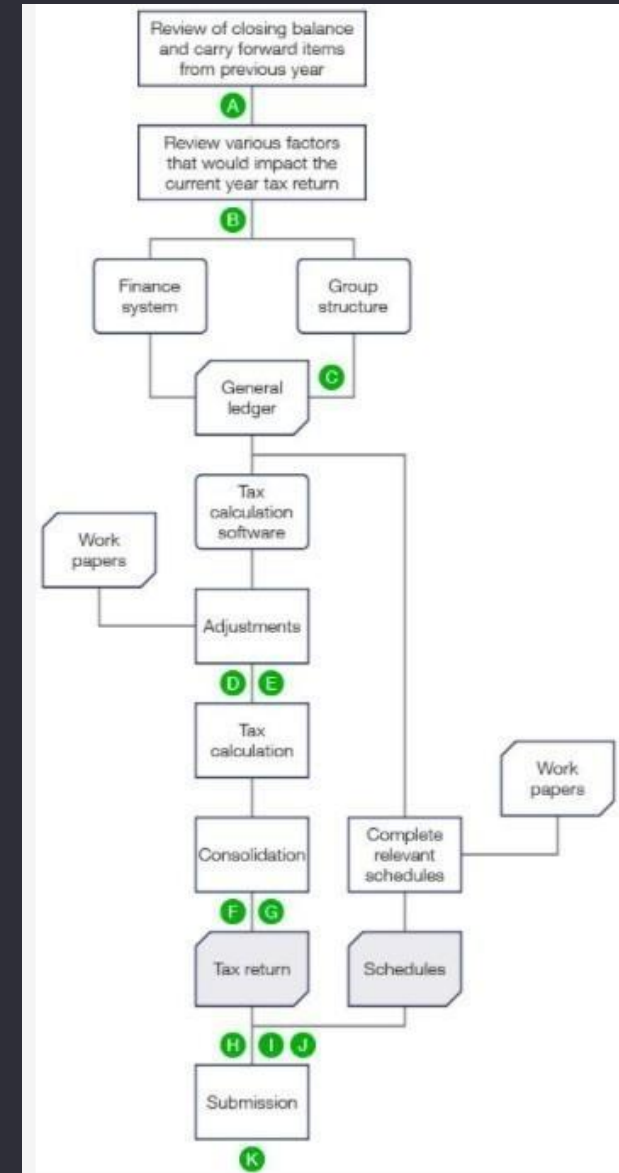 Review of closing balance
and carry forward items
from previous year
A
Review various factors
that would impact the
current year tax return
B
Finance
system
Group
structure
C
General
ledger
Tax
calculation
software
Work
papers
Adjustments
D E
Tax
calculation
Work
papers
Consolidation
Complete
relevant
schedules
F G
Tax return
Schedules
H I J
Submission
K